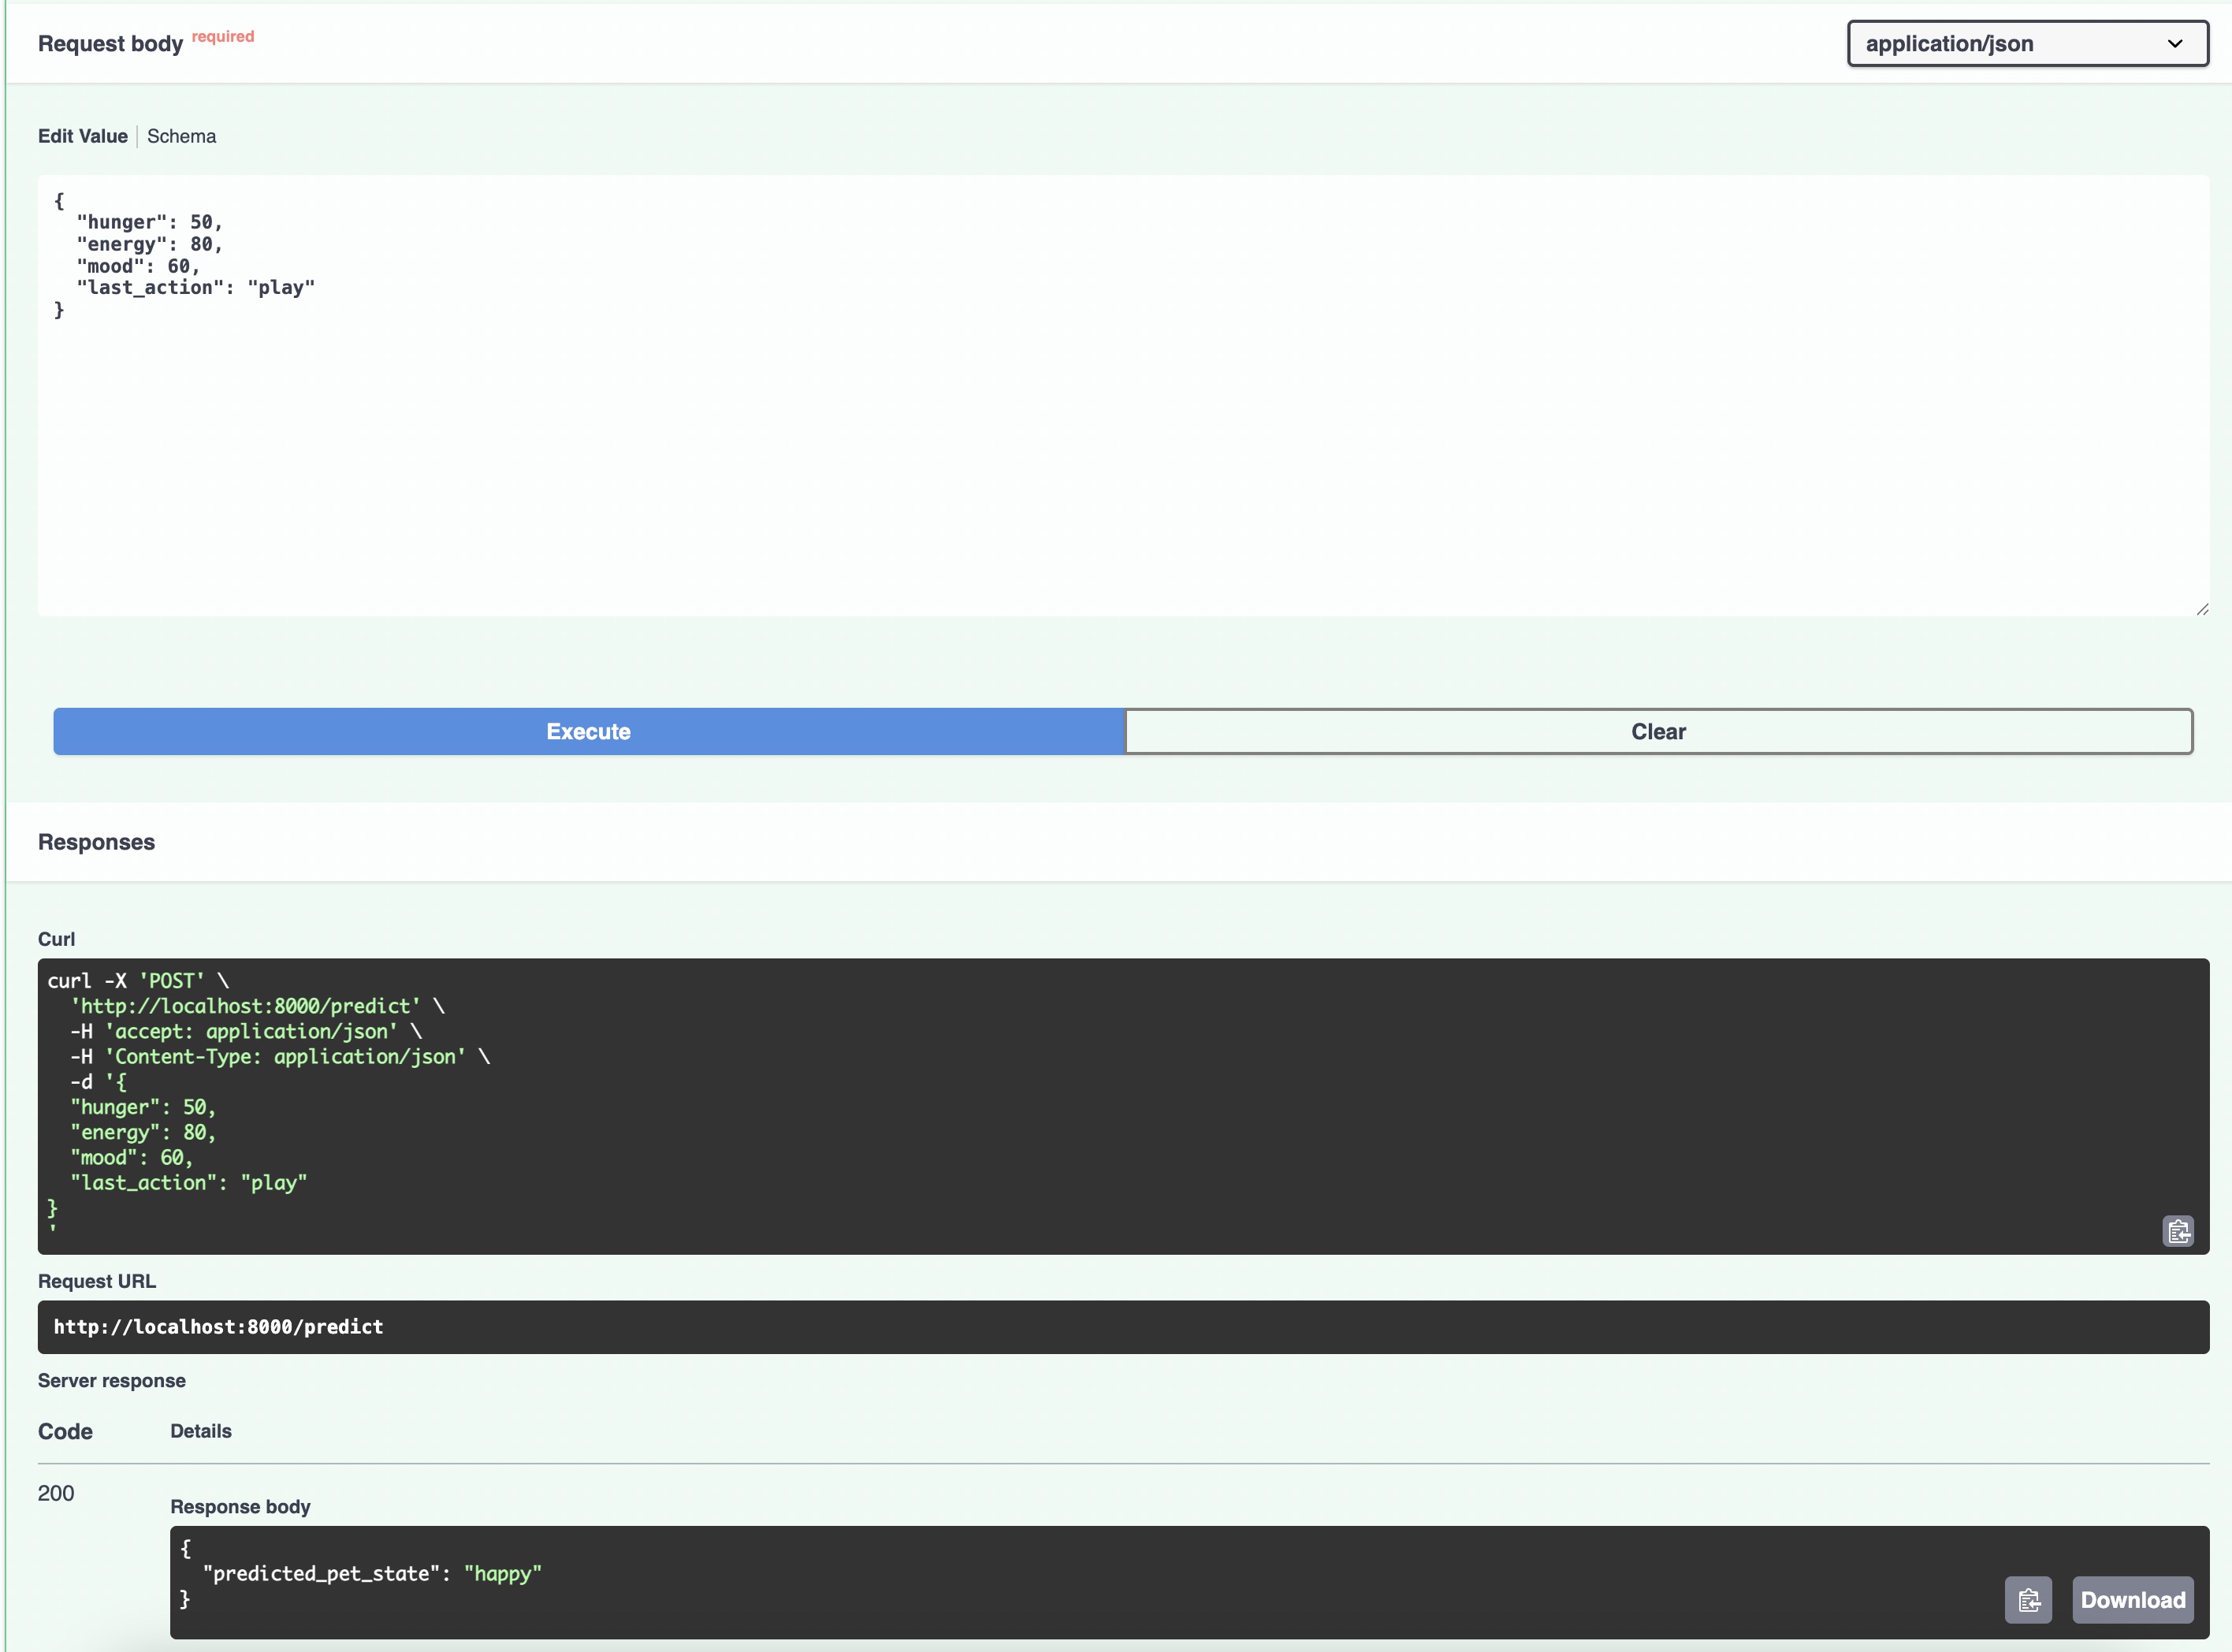 Request body required
application/json
Edit Value | Schema
{
  "hunger": 50,
  "energy": 80,
  "mood": 60,
  "last_action": "play"
}
Execute
Clear
Responses
Curl
curl -X 'POST' \
  'http://localhost:8000/predict' \
  -H 'accept: application/json' \
  -H 'Content-Type: application/json' \
  -d '{
  "hunger": 50,
  "energy": 80,
  "mood": 60,
  "last_action": "play"
}
'
Request URL
http://localhost:8000/predict
Server response
Code Details
200
Response body
{
  "predicted_pet_state": "happy"
}
Download